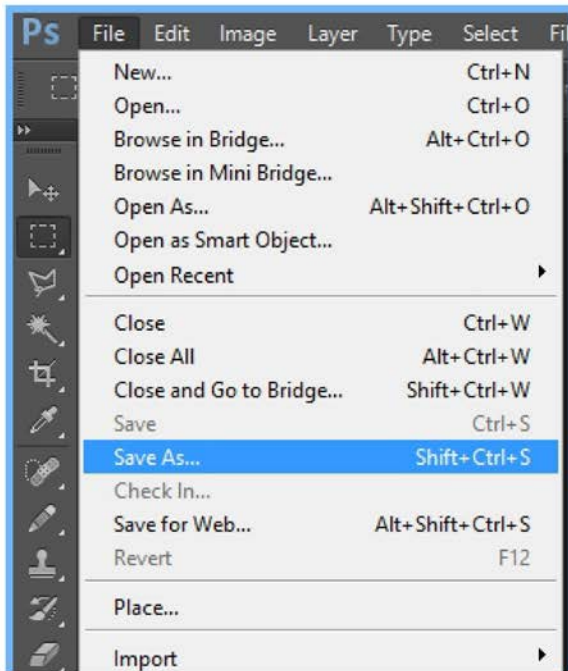 Ps File Edit Image Layer Type Select Fil
New... Ctrl+N
Open... Ctrl+O
Browse in Bridge... Alt+Ctrl+O
Browse in Mini Bridge...
Open As... Alt+Shift+Ctrl+O
Open as Smart Object...
Open Recent
Close Ctrl+W
Close All Alt+Ctrl+W
Close and Go to Bridge... Shift+Ctrl+W
Save Ctrl+S
Save As... Shift+Ctrl+S
Check In...
Save for Web... Alt+Shift+Ctrl+S
Revert F12
Place...
Import